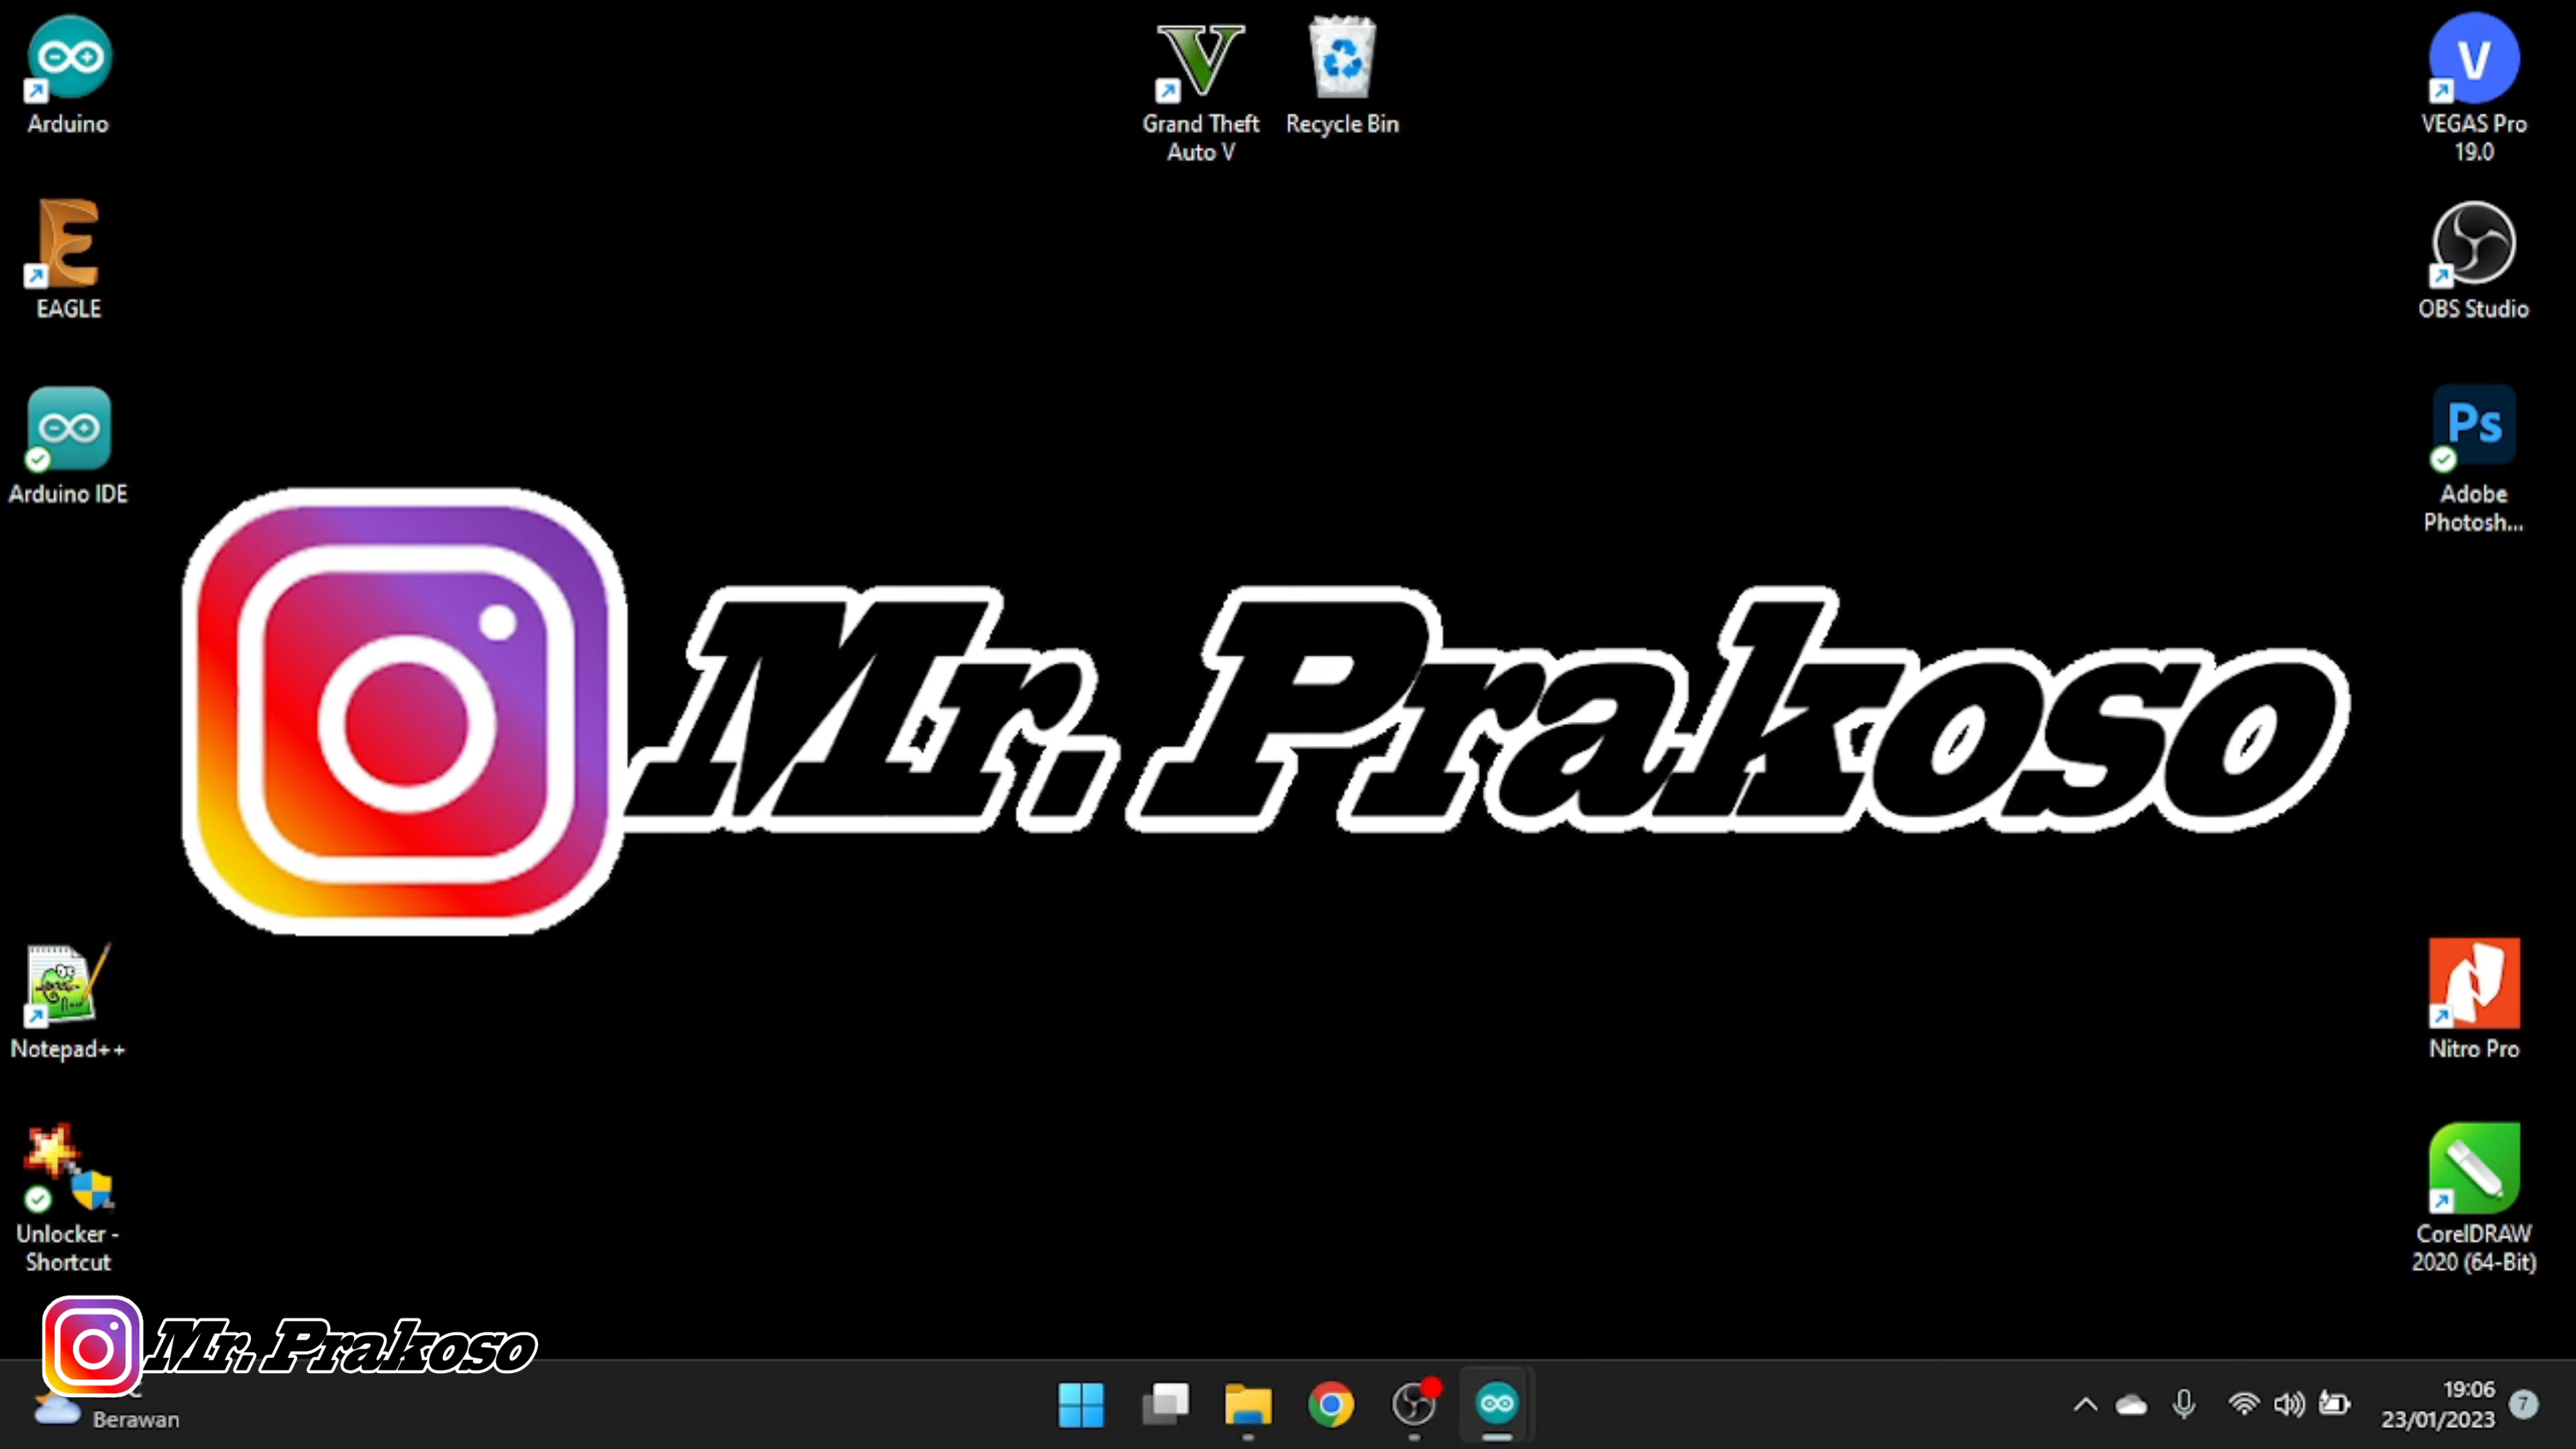 Arduino
Grand Theft
Auto V
Recycle Bin
VEGAS Pro
19.0
EAGLE
OBS Studio
Arduino IDE
Ps
Adobe
Photosh...
Mr. Prakoso
Notepad++
Nitro Pro
Unlocker -
Shortcut
CorelDRAW
2020 (64-Bit)
Mr. Prakoso
Berawan
19:06
23/01/2023
7